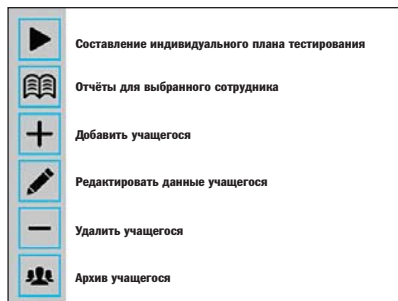 Составление индивидуального плана тестирования
Отчёты для выбранного сотрудника
Добавить учащегося
Редактировать данные учащегося
Удалить учащегося
Архив учащегося